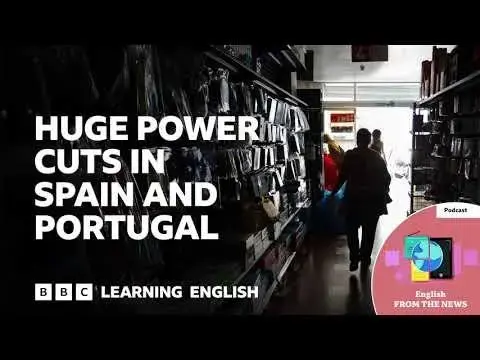 HUGE POWER
CUTS IN
SPAIN AND
PORTUGAL
BBC LEARNING ENGLISH
Podcast
English
FROM THE NEWS